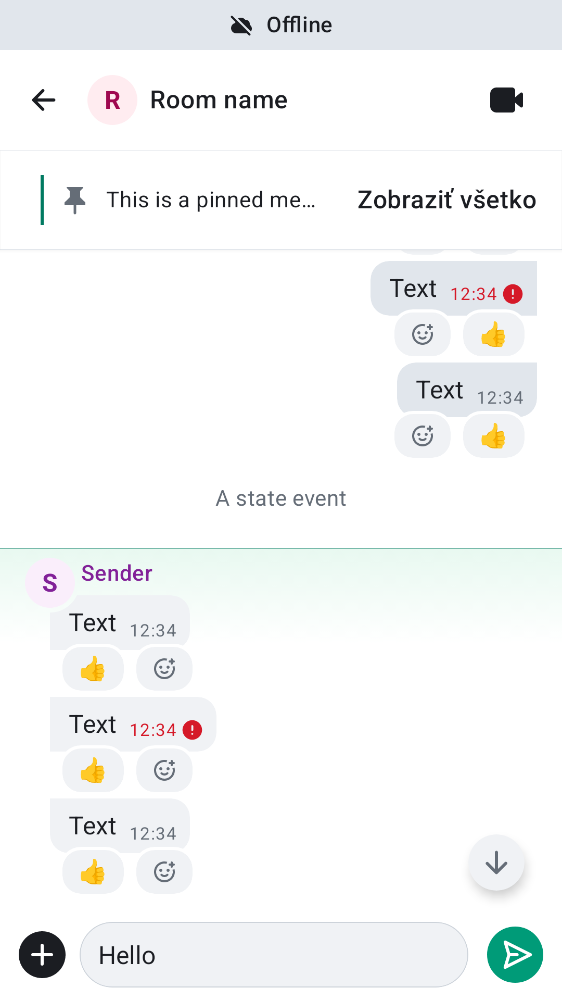 Offline
R Room name
This is a pinned me... Zobraziť všetko
Text 12:34
👍
Text 12:34
👍
A state event
S Sender
Text 12:34
👍
Text 12:34
👍
Text 12:34
👍
Hello